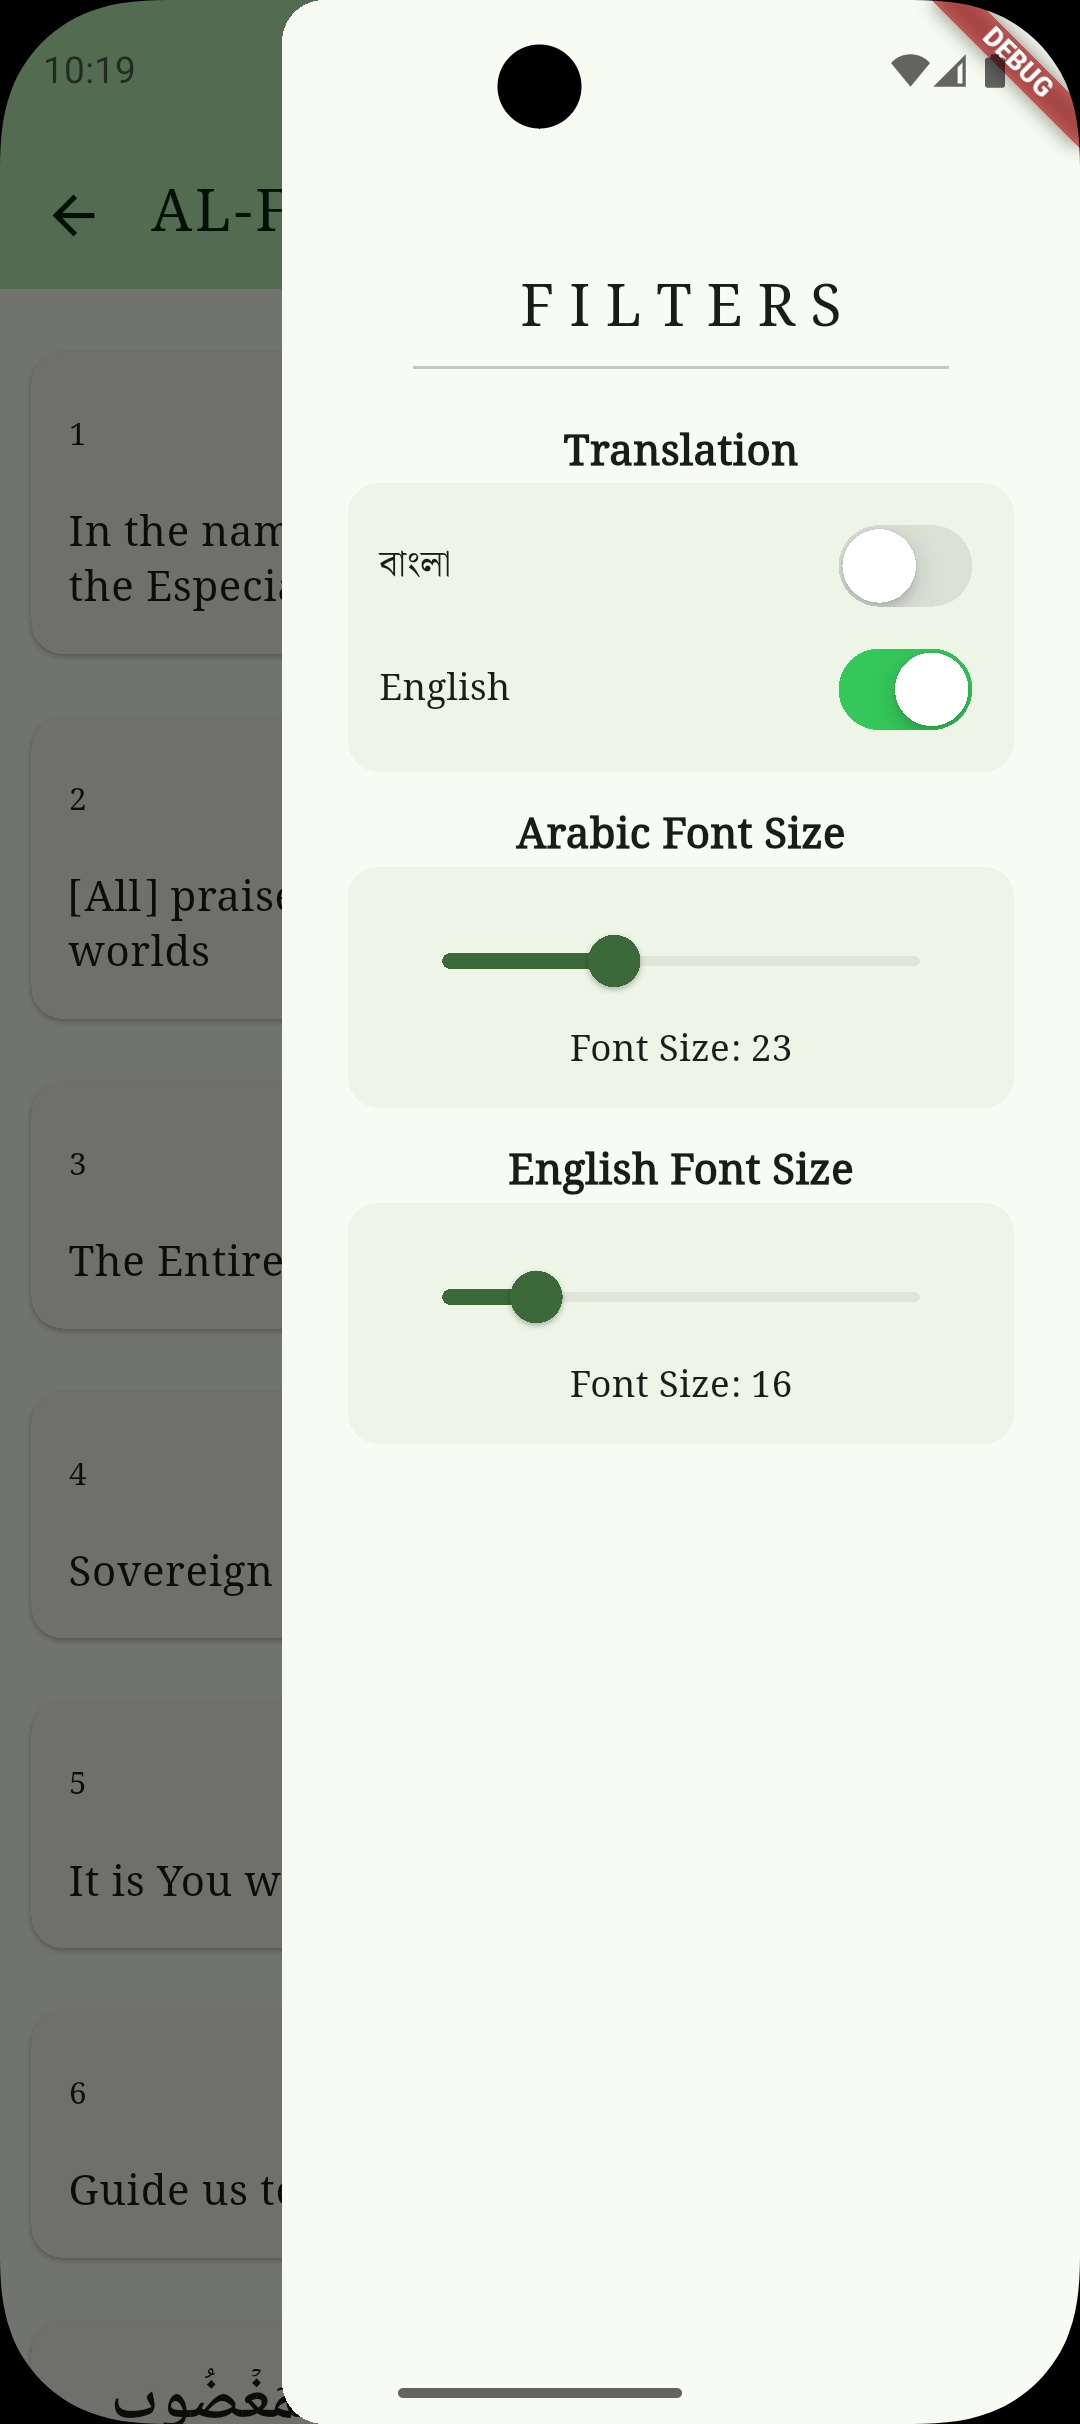 10:19
DEBUG
AL-F
FILTERS
Translation
বাংলা
English
Arabic Font Size
Font Size: 23
English Font Size
Font Size: 16
1
In the nam
the Especia
2
[All] praise
worlds
3
The Entire
4
Sovereign
5
It is You w
6
Guide us to